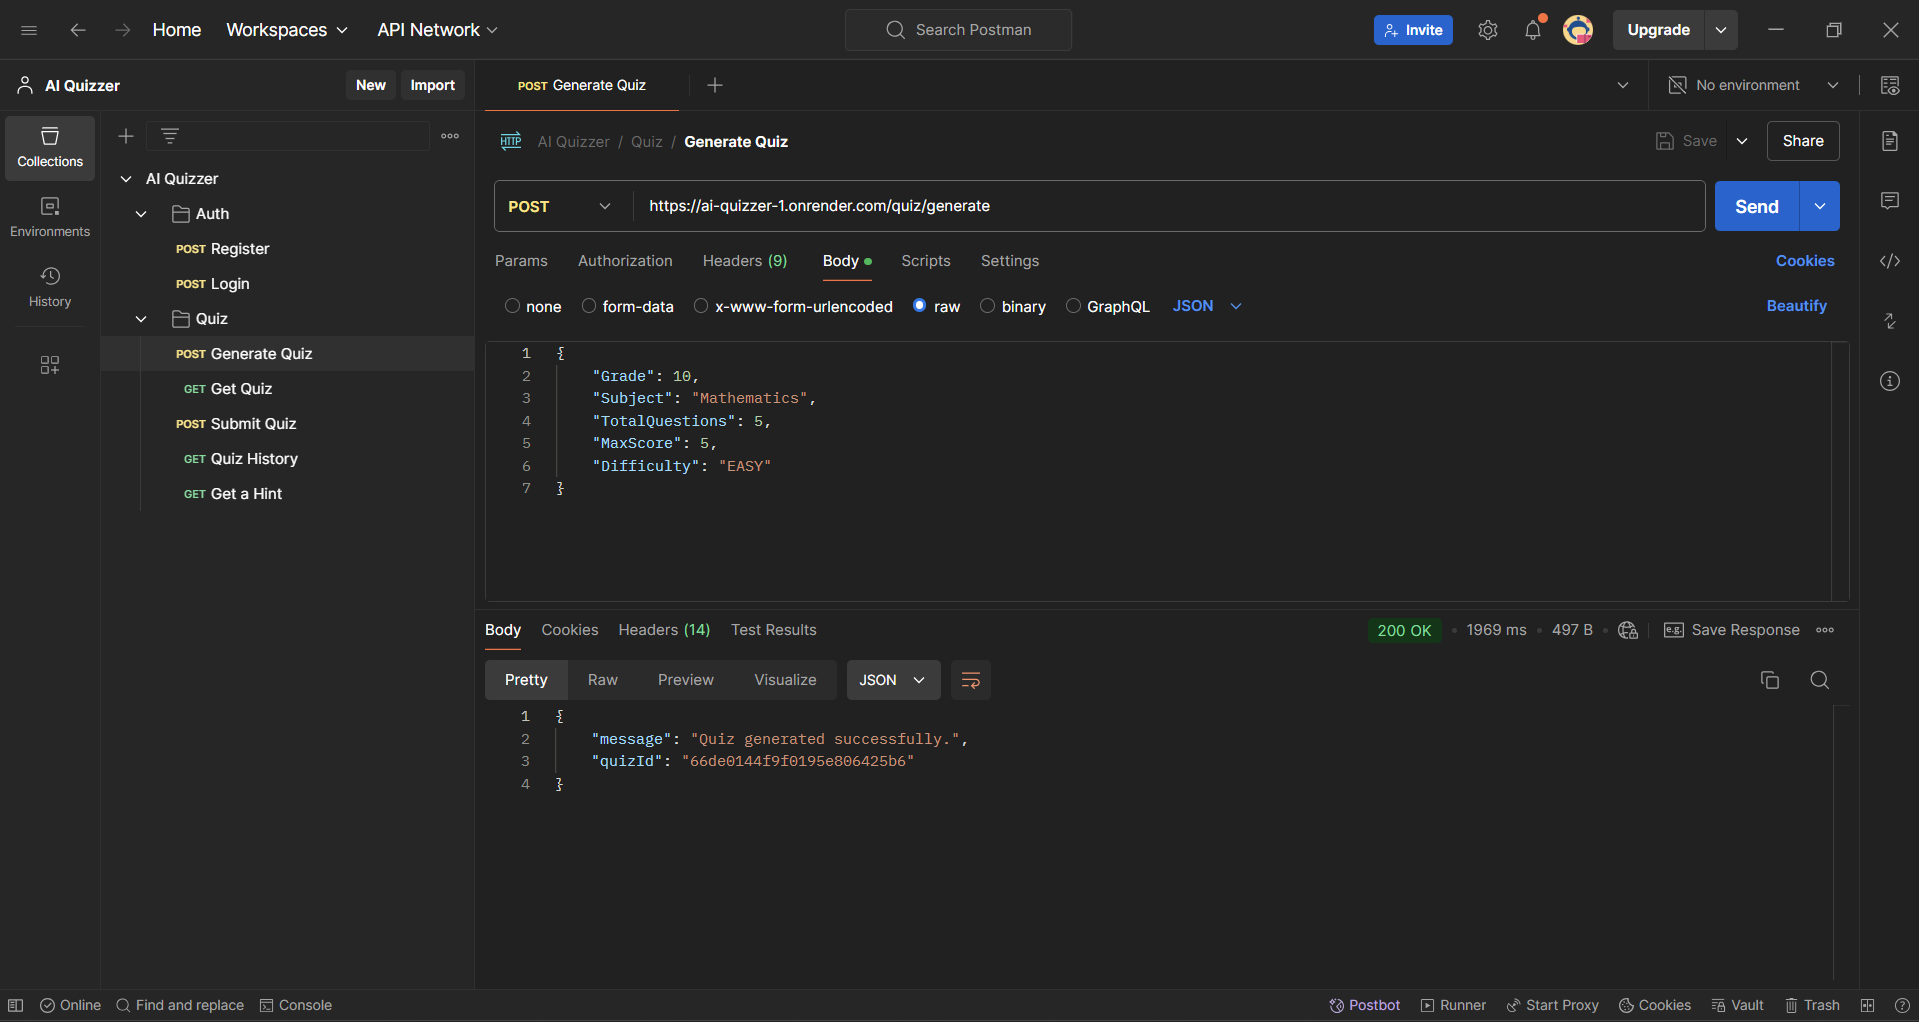 Home Workspaces API Network Search Postman Invite Upgrade
AI Quizzer New Import POST Generate Quiz No environment
Collections
Environments
History
AI Quizzer
Auth
POST Register
POST Login
Quiz
POST Generate Quiz
GET Get Quiz
POST Submit Quiz
GET Quiz History
GET Get a Hint
HTTP AI Quizzer / Quiz / Generate Quiz Save Share
POST https://ai-quizzer-1.onrender.com/quiz/generate Send
Params Authorization Headers (9) Body Scripts Settings Cookies
none form-data x-www-form-urlencoded raw binary GraphQL JSON Beautify
1 {
2 "Grade": 10,
3 "Subject": "Mathematics",
4 "TotalQuestions": 5,
5 "MaxScore": 5,
6 "Difficulty": "EASY"
7 }
Body Cookies Headers (14) Test Results 200 OK • 1969 ms • 497 B • e.g. Save Response
Pretty Raw Preview Visualize JSON
1 {
2 "message": "Quiz generated successfully.",
3 "quizId": "66de0144f9f0195e806425b6"
4 }
Online Find and replace Console Postbot Runner Start Proxy Cookies Vault Trash